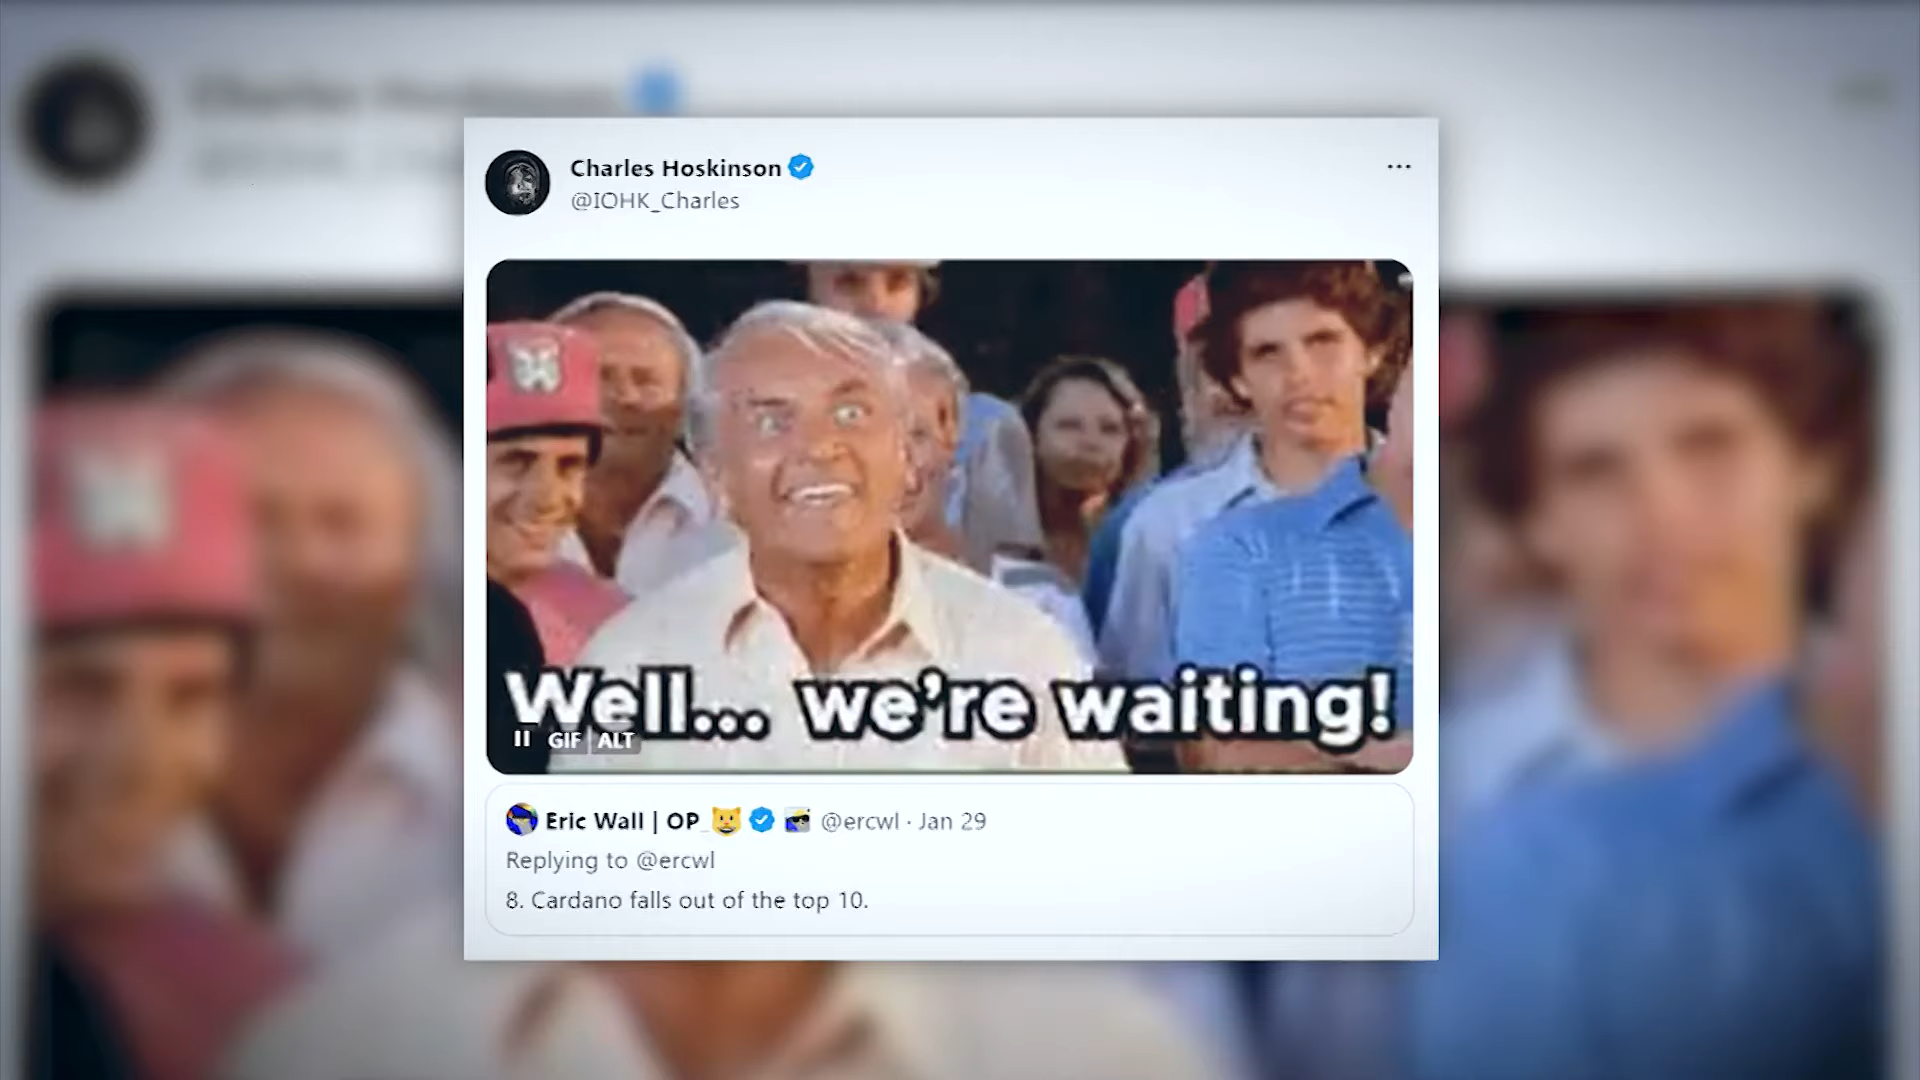 Charles Hoskinson
@IOHK_Charles
Well... we're waiting!
GIF ALT
Eric Wall | OP_ @ercwl · Jan 29
Replying to @ercwl
8. Cardano falls out of the top 10.